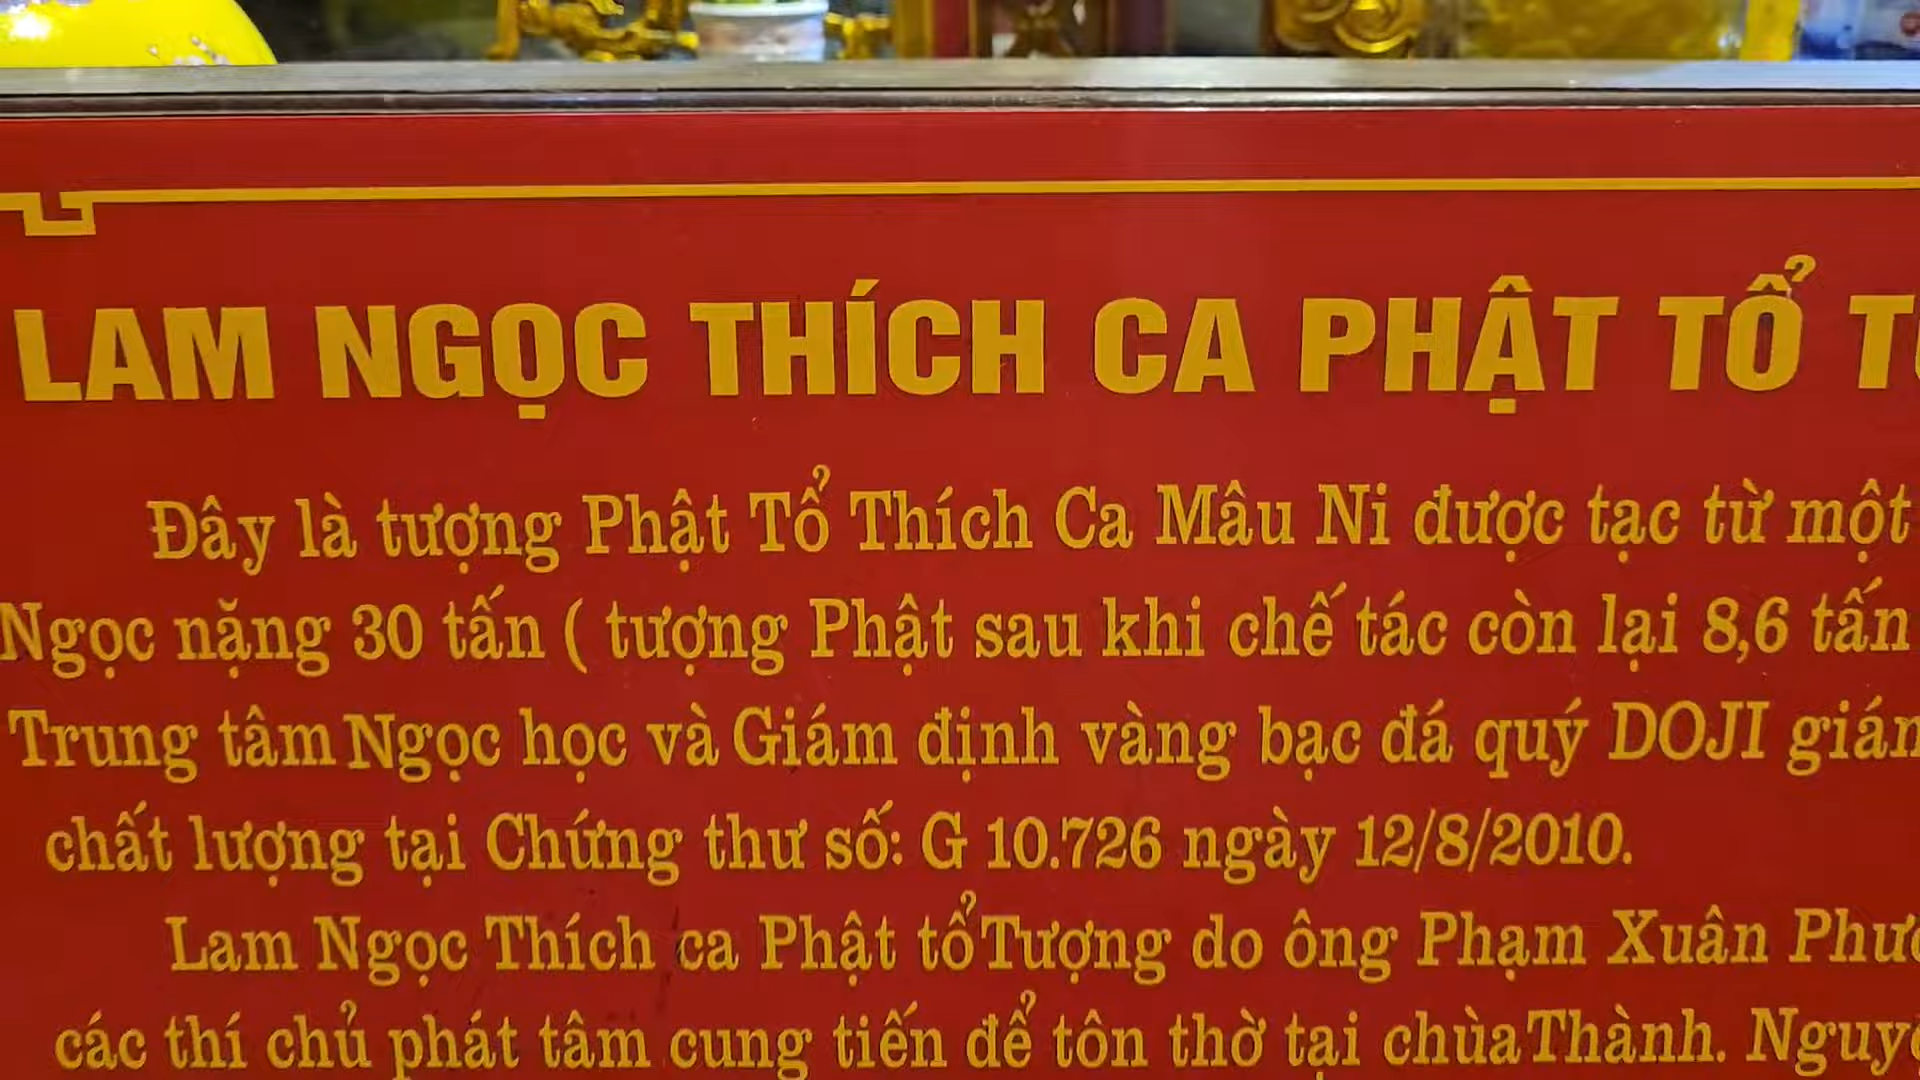 LAM NGỌC THÍCH CA PHẬT TỔ
Đây là tượng Phật Tổ Thích Ca Mâu Ni được tạc từ một
Ngọc nặng 30 tấn ( tượng Phật sau khi chế tác còn lại 8,6 tấn
Trung tâm Ngọc học và Giám định vàng bạc đá quý DOJI
chất lượng tại Chứng thư số: G 10.726 ngày 12/8/2010.
Lam Ngọc Thích ca Phật tổ Tượng do ông Phạm Xuân
các thí chủ phát tâm cung tiến để tôn thờ tại chùa Thành.